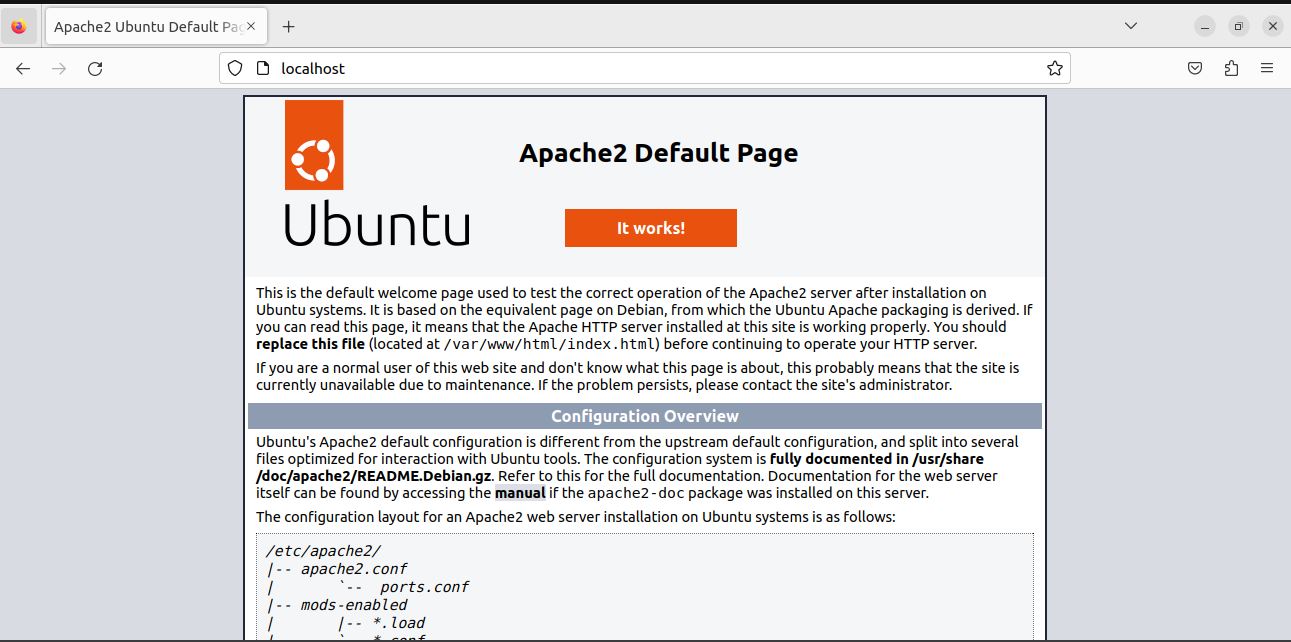 Apache2 Ubuntu Default Pag
localhost
Apache2 Default Page
Ubuntu
It works!
This is the default welcome page used to test the correct operation of the Apache2 server after installation on
Ubuntu systems. It is based on the equivalent page on Debian, from which the Ubuntu Apache packaging is derived. If
you can read this page, it means that the Apache HTTP server installed at this site is working properly. You should
replace this file (located at /var/www/html/index.html) before continuing to operate your HTTP server.
If you are a normal user of this web site and don't know what this page is about, this probably means that the site is
currently unavailable due to maintenance. If the problem persists, please contact the site's administrator.
Configuration Overview
Ubuntu's Apache2 default configuration is different from the upstream default configuration, and split into several
files optimized for interaction with Ubuntu tools. The configuration system is fully documented in /usr/share
/doc/apache2/README.Debian.gz. Refer to this for the full documentation. Documentation for the web server
itself can be found by accessing the manual if the apache2-doc package was installed on this server.
The configuration layout for an Apache2 web server installation on Ubuntu systems is as follows:
/etc/apache2/
|-- apache2.conf
|       `--  ports.conf
|-- mods-enabled
|       |-- *.load
|       `-- *.conf